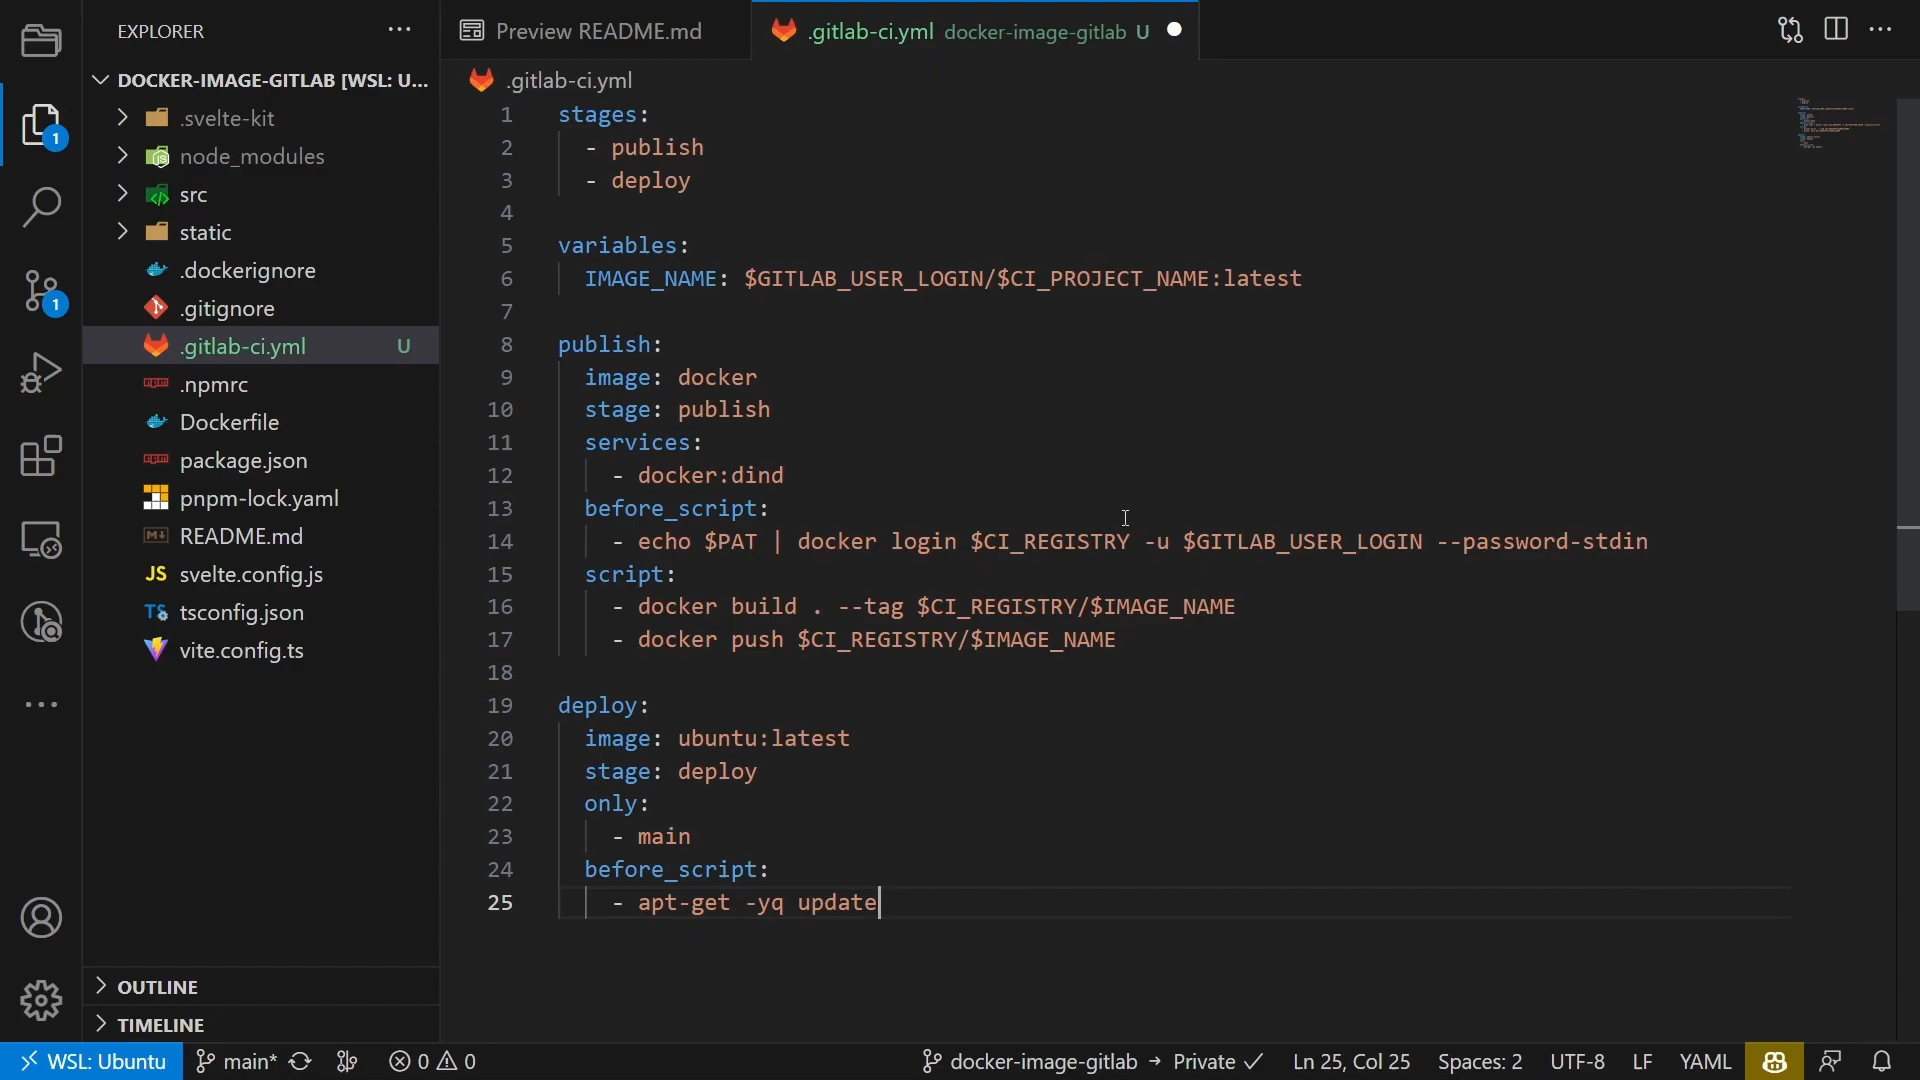 EXPLORER
Preview README.md
.gitlab-ci.yml docker-image-gitlab U
DOCKER-IMAGE-GITLAB [WSL: U...
.svelte-kit
node_modules
src
static
.dockerignore
.gitignore
.gitlab-ci.yml U
.npmrc
Dockerfile
package.json
pnpm-lock.yaml
README.md
svelte.config.js
tsconfig.json
vite.config.ts
OUTLINE
TIMELINE
1
1
.gitlab-ci.yml
1 stages:
2 - publish
3 - deploy
4
5 variables:
6 IMAGE_NAME: $GITLAB_USER_LOGIN/$CI_PROJECT_NAME:latest
7
8 publish:
9 image: docker
10 stage: publish
11 services:
12 - docker:dind
13 before_script:
14 - echo $PAT | docker login $CI_REGISTRY -u $GITLAB_USER_LOGIN --password-stdin
15 script:
16 - docker build . --tag $CI_REGISTRY/$IMAGE_NAME
17 - docker push $CI_REGISTRY/$IMAGE_NAME
18
19 deploy:
20 image: ubuntu:latest
21 stage: deploy
22 only:
23 - main
24 before_script:
25 - apt-get -yq update
WSL: Ubuntu main* 0 0 docker-image-gitlab → Private ✓ Ln 25, Col 25 Spaces: 2 UTF-8 LF YAML